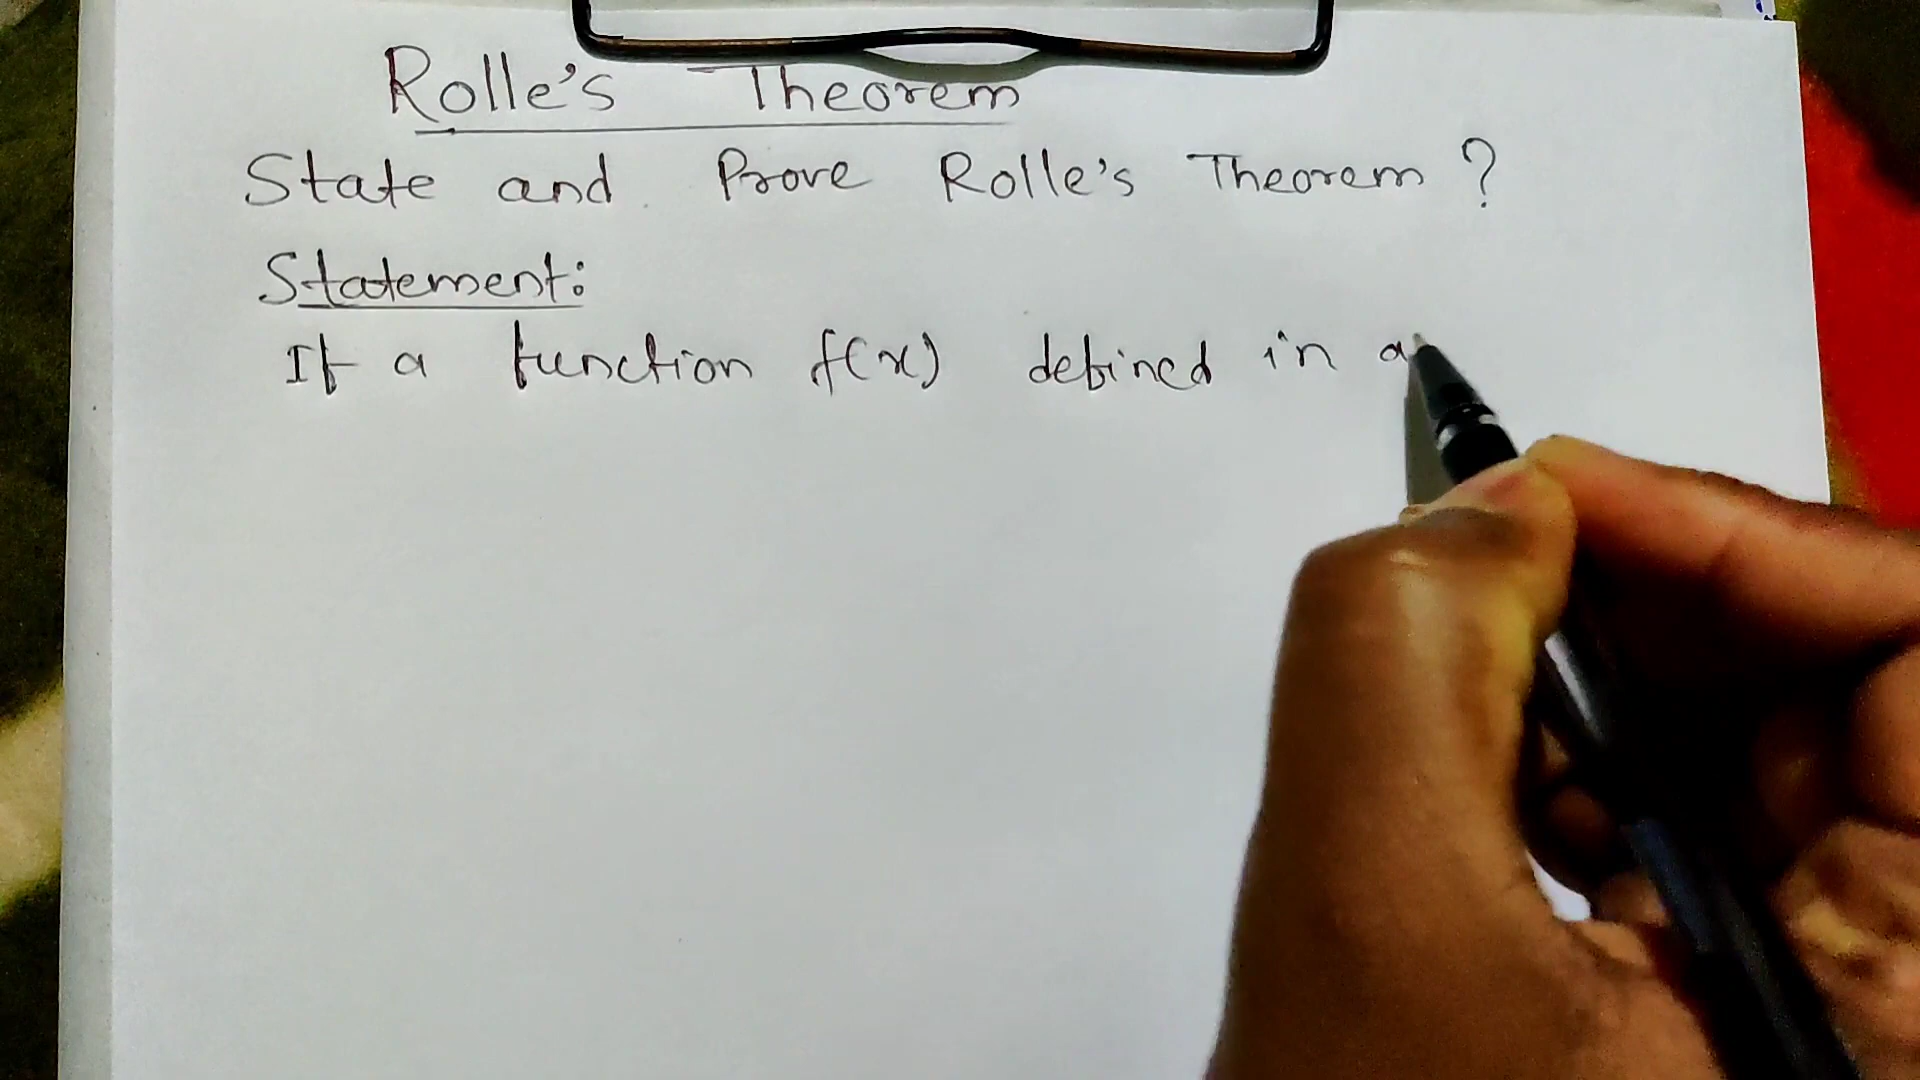 Rolle's Theorem
State and Prove Rolle's Theorem ?
Statement:
If a function f(x) defined in a